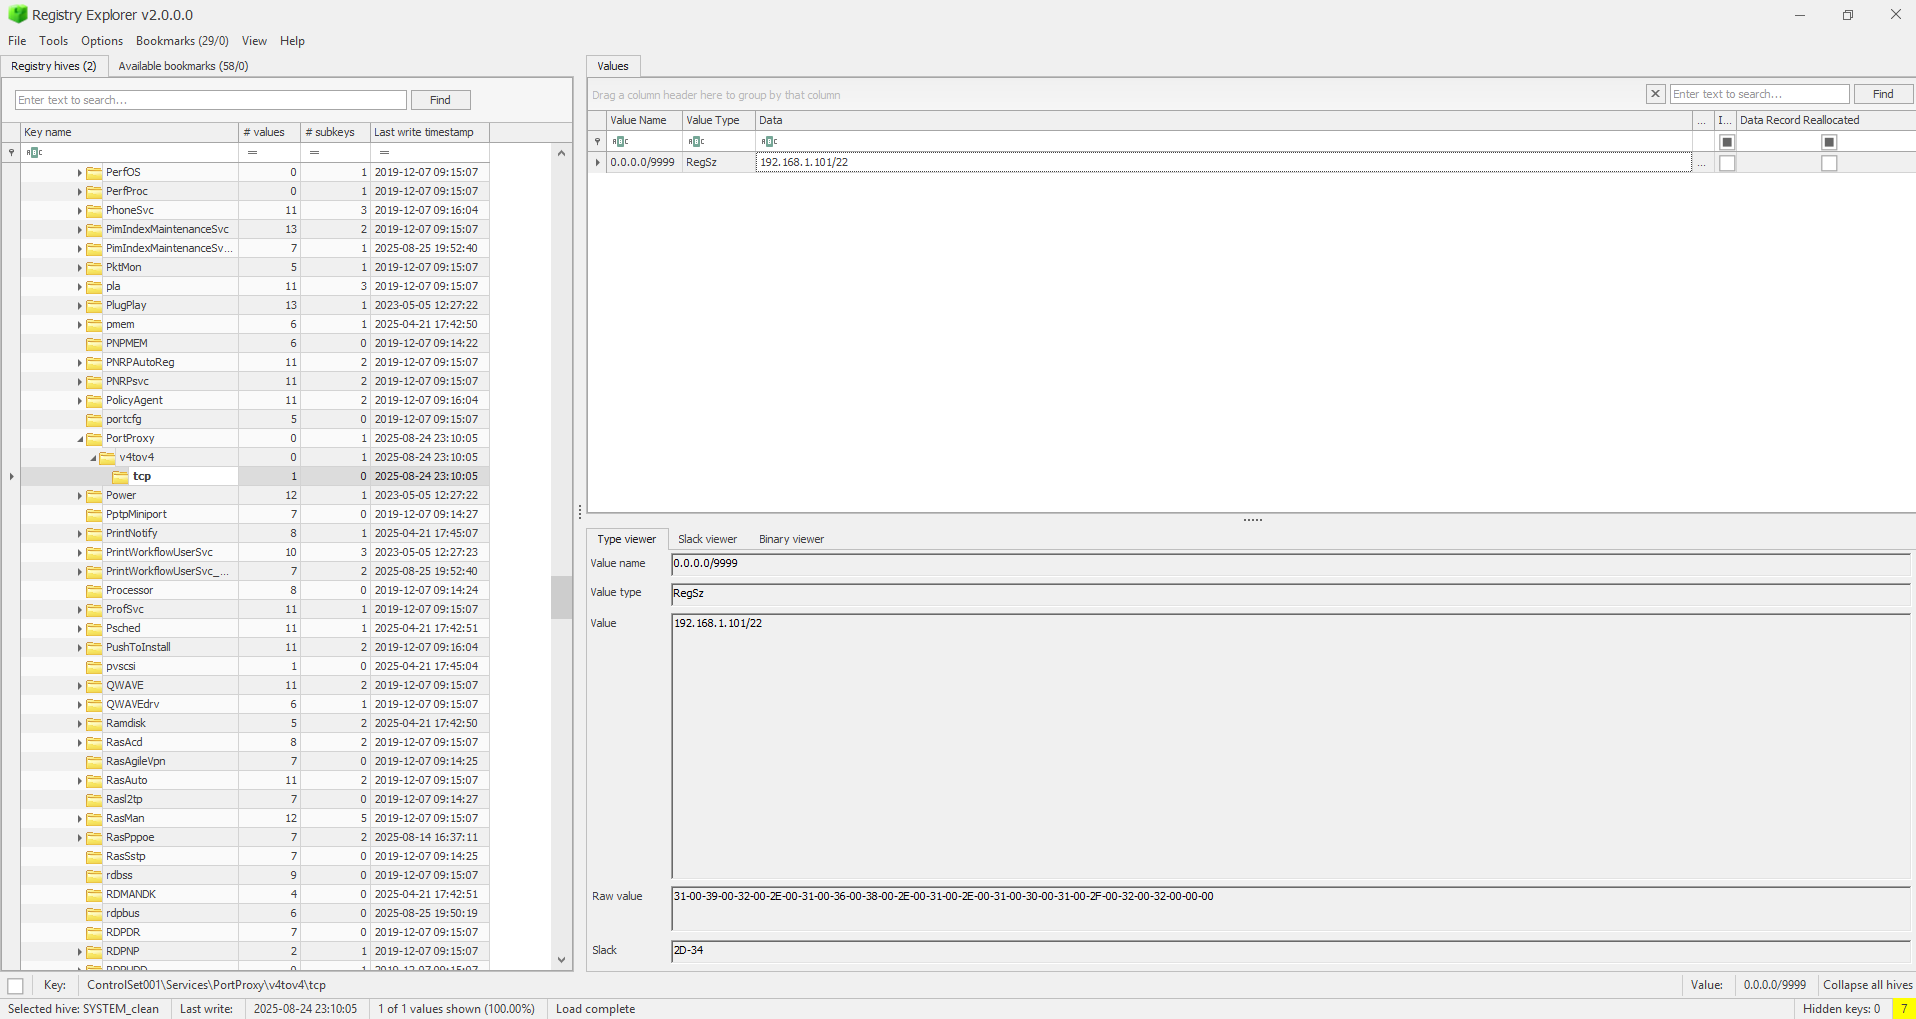 Registry Explorer v2.0.0.0
File Tools Options Bookmarks (29/0) View Help
Registry hives (2) Available bookmarks (58/0)
Enter text to search... Find
Key name # values # subkeys Last write timestamp
ABC = = =
PerfOS 0 1 2019-12-07 09:15:07
PerfProc 0 1 2019-12-07 09:15:07
PhoneSvc 11 3 2019-12-07 09:16:04
PimIndexMaintenanceSvc 13 2 2019-12-07 09:15:07
PimIndexMaintenanceSv... 7 1 2025-08-25 19:52:40
PktMon 5 1 2019-12-07 09:15:07
pla 11 3 2019-12-07 09:15:07
PlugPlay 13 1 2023-05-05 12:27:22
pmem 6 1 2025-04-21 17:42:50
PNPMEM 6 0 2019-12-07 09:14:22
PNRPAutoReg 11 2 2019-12-07 09:15:07
PNRPsvc 11 2 2019-12-07 09:15:07
PolicyAgent 11 2 2019-12-07 09:16:04
portcfg 5 0 2019-12-07 09:15:07
PortProxy 0 1 2025-08-24 23:10:05
v4tov4 0 1 2025-08-24 23:10:05
tcp 1 0 2025-08-24 23:10:05
Power 12 1 2023-05-05 12:27:22
PptpMiniport 7 0 2019-12-07 09:14:27
PrintNotify 8 1 2025-04-21 17:45:07
PrintWorkflowUserSvc 10 3 2023-05-05 12:27:23
PrintWorkflowUserSvc_... 7 2 2025-08-25 19:52:40
Processor 8 0 2019-12-07 09:14:24
ProfSvc 11 1 2019-12-07 09:15:07
Psched 11 1 2025-04-21 17:42:51
PushToInstall 11 2 2019-12-07 09:16:04
pvscsi 1 0 2025-04-21 17:45:04
QWAVE 11 2 2019-12-07 09:15:07
QWAVEdrv 6 1 2019-12-07 09:15:07
Ramdisk 5 2 2025-04-21 17:42:50
RasAcd 8 2 2019-12-07 09:15:07
RasAgileVpn 7 0 2019-12-07 09:14:25
RasAuto 11 2 2019-12-07 09:15:07
Rasl2tp 7 0 2019-12-07 09:14:27
RasMan 12 5 2019-12-07 09:15:07
RasPppoe 7 2 2025-08-14 16:37:11
RasSstp 7 0 2019-12-07 09:14:25
rdbss 9 0 2019-12-07 09:15:07
RDMANDK 4 0 2025-04-21 17:42:51
rdpbus 6 0 2025-08-25 19:50:19
RDPDR 7 0 2019-12-07 09:15:07
RDPNP 2 1 2019-12-07 09:15:07
Values
Drag a column header here to group by that column Enter text to search... Find
Value Name Value Type Data ... I... Data Record Reallocated
ABC ABC ABC
0.0.0.0/9999 RegSz 192.168.1.101/22 ...
Type viewer Slack viewer Binary viewer
Value name 0.0.0.0/9999
Value type RegSz
Value 192.168.1.101/22
Raw value 31-00-39-00-32-00-2E-00-31-00-36-00-38-00-2E-00-31-00-2E-00-31-00-30-00-31-00-2F-00-32-00-32-00-00-00
Slack 2D-34
Key: ControlSet001\Services\PortProxy\v4tov4\tcp Value: 0.0.0.0/9999 Collapse all hives
Selected hive: SYSTEM_clean Last write: 2025-08-24 23:10:05 1 of 1 values shown (100.00%) Load complete Hidden keys: 0 7